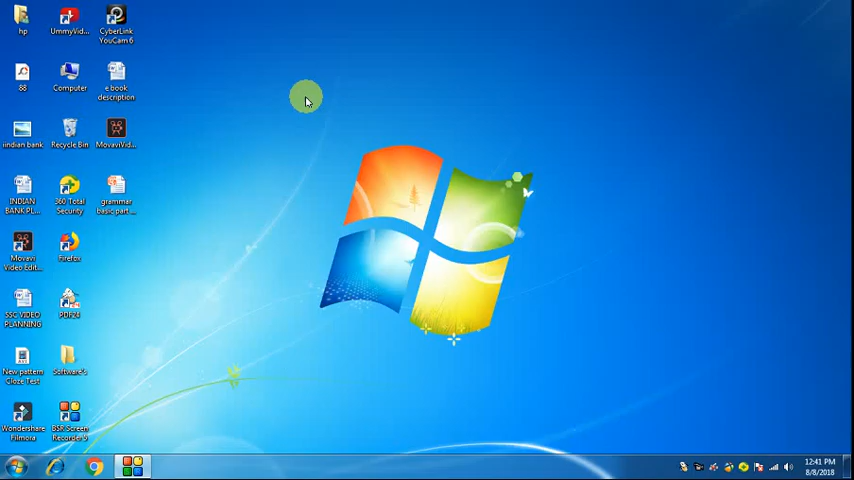 hp
UmmyVid...
CyberLink
YouCam 6
88
Computer
e book
description
iindian bank
Recycle Bin
MovaviVid...
INDIAN
BANK PL...
360 Total
Security
grammar
basic part ...
Movavi
Video Edit...
Firefox
SSC VIDEO
PLANNING
PDF24
New pattern
Cloze Test
Software's
Wondershare
Filmora
BSR Screen
Recorder 6
12:41 PM
8/8/2018